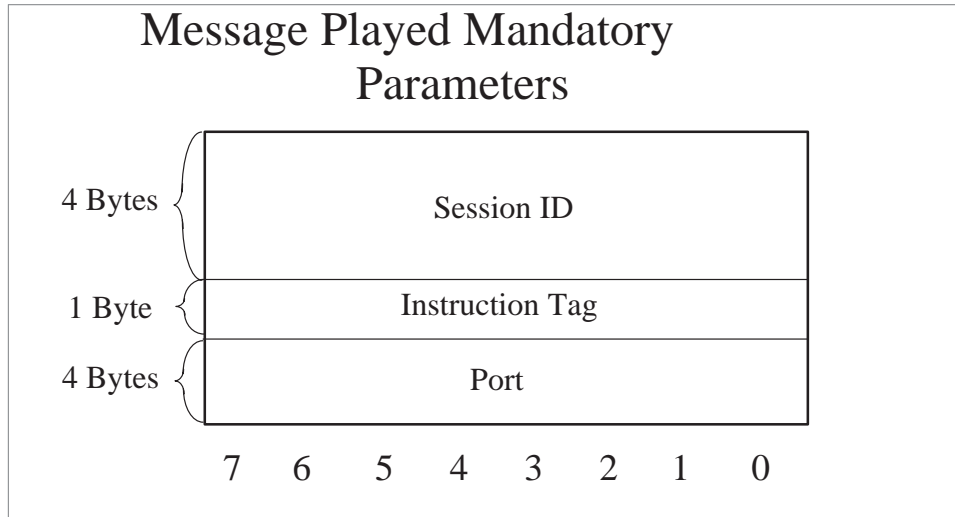 Message Played Mandatory
Parameters
4 Bytes
Session ID
1 Byte
Instruction Tag
4 Bytes
Port
7 6 5 4 3 2 1 0